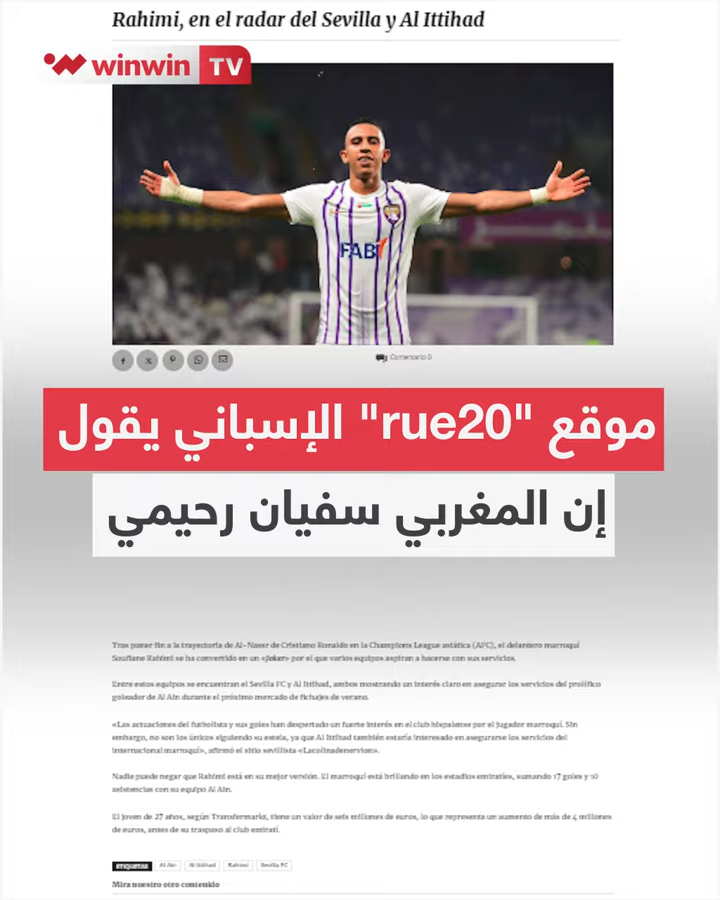 Rahimi, en el radar del Sevilla y Al Ittihad
winwin TV
FAB
Comentario 0
موقع "rue20" الإسباني يقول
إن المغربي سفيان رحيمي
Tras poner fin a la trayectoria de Al-Nassr de Cristiano Ronaldo en la Champions League asiática (AFC), el delantero marroquí
Soufiane Rahimi se ha convertido en un «Joker» por el que varios equipos aspiran a hacerse con sus servicios.
Entre estos equipos se encuentran el Sevilla FC y Al Ittihad, ambos mostrando un interés claro en asegurar los servicios del prolífico
goleador de Al Ain durante el próximo mercado de fichajes de verano.
«Las actuaciones del futbolista y sus goles han despertado un fuerte interés en el club hispalense por el jugador marroquí. Sin
embargo, no son los únicos siguiendo su estela, ya que Al Ittihad también estaría interesado en asegurarse los servicios del
internacional marroquí», afirmó el sitio sevillista «Lacolinadenervion».
Nadie puede negar que Rahimi está en su mejor versión. El marroquí está brillando en los estadios emiratíes, sumando 17 goles y 10
asistencias con su equipo Al Ain.
El joven de 27 años, según Transfermarkt, tiene un valor de seis millones de euros, lo que representa un aumento de más de 4 millones
de euros, antes de su traspaso al club emiratí.
ETIQUETAS Al Ain Al Ittihad Rahimi Sevilla FC
Mira nuestro otro contenido